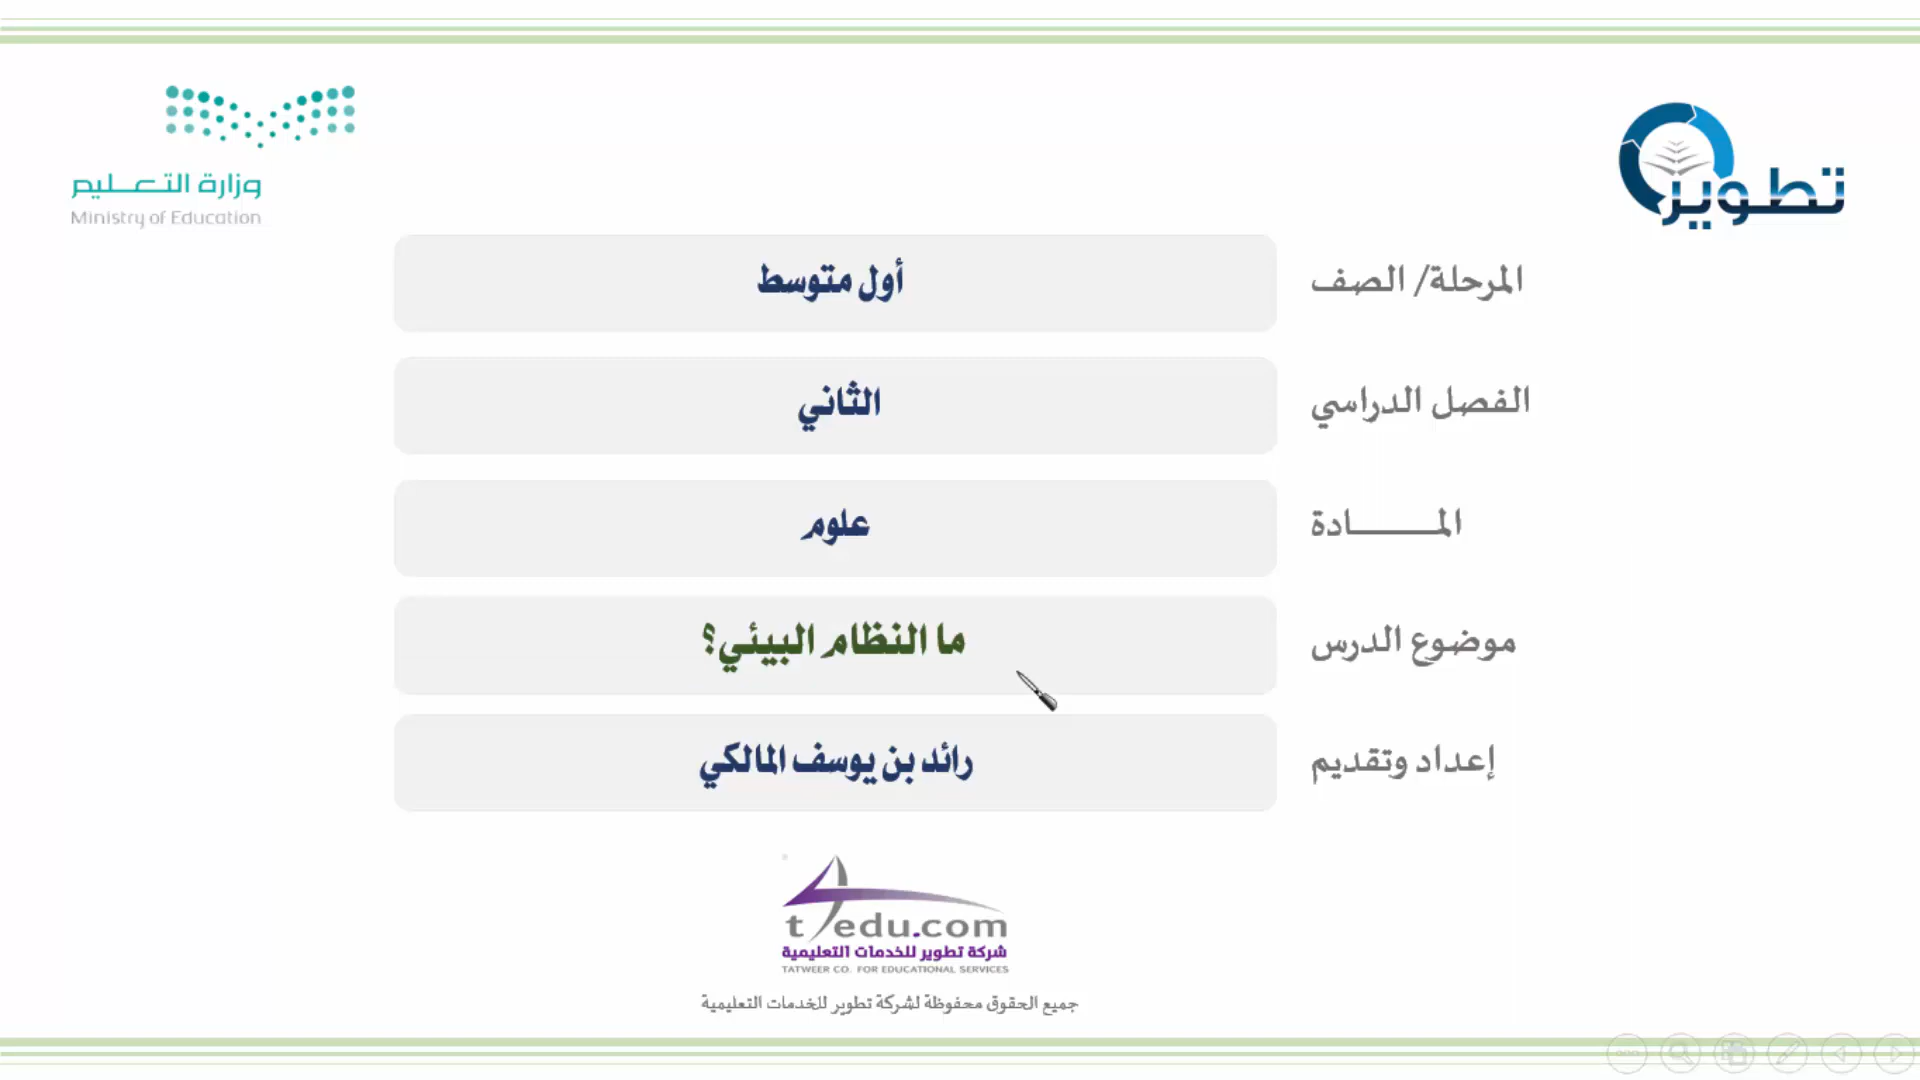 وزارة التعليم
Ministry of Education
تطوير
المرحلة/ الصف
أول متوسط
الفصل الدراسي
الثاني
المـــــــــادة
علوم
موضوع الدرس
ما النظام البيئي؟
إعداد وتقديم
رائد بن يوسف المالكي
t4edu.com
شركة تطوير للخدمات التعليمية
TATWEER CO. FOR EDUCATIONAL SERVICES
جميع الحقوق محفوظة لشركة تطوير للخدمات التعليمية